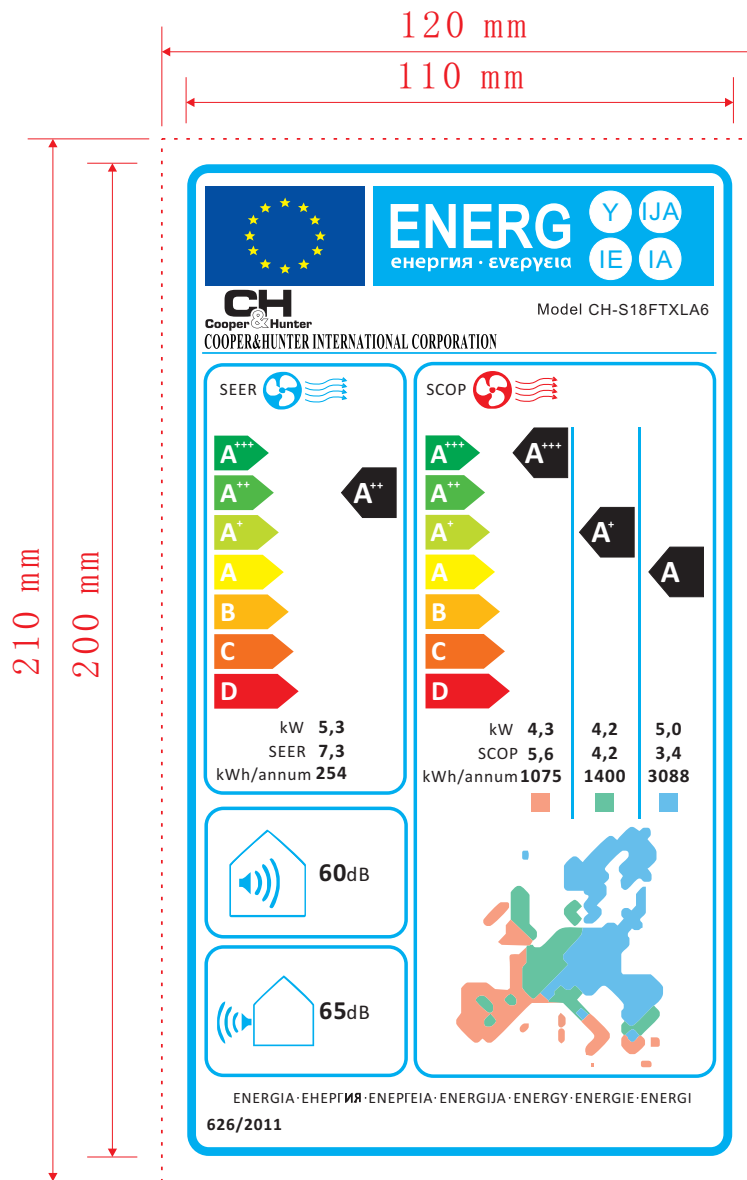 120 mm
110 mm
210 mm
200 mm
ENERG
енергия · ενεργεια
Y IJA
IE IA
CH
Cooper&Hunter
Model CH-S18FTXLA6
COOPER&HUNTER INTERNATIONAL CORPORATION
SEER
A+++
A++
A+
A
B
C
D
A++
kW 5,3
SEER 7,3
kWh/annum 254
SCOP
A+++
A++
A+
A
B
C
D
A+++
A+
A
kW 4,3 4,2 5,0
SCOP 5,6 4,2 3,4
kWh/annum 1075 1400 3088
60dB
65dB
ENERGIA·ЕНЕРГИЯ·ΕΝΕΡΓΕΙΑ·ENERGIJA·ENERGY·ENERGIE·ENERGI
626/2011